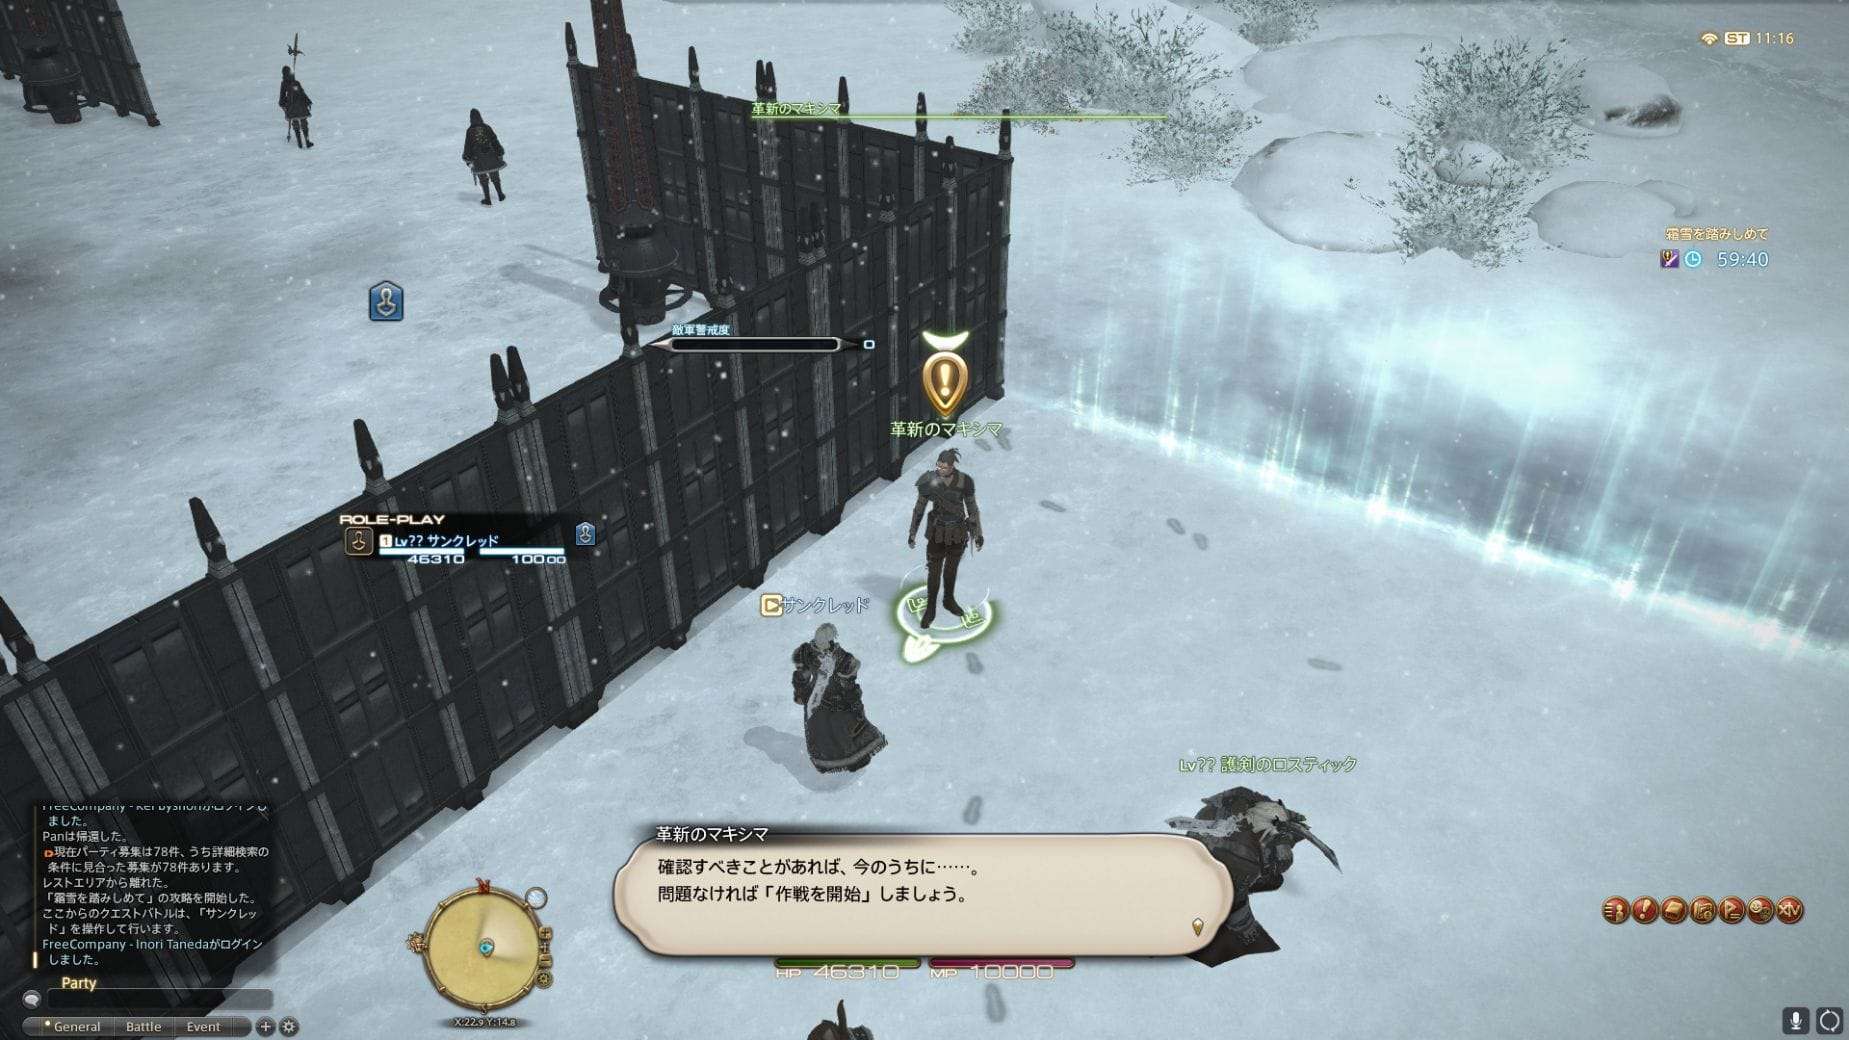 ST 11:16
革新のマキシマ
霜雪を踏みしめて
59:40
敵軍警戒度
0
革新のマキシマ
ROLE-PLAY
1 Lv?? サンクレッド
46310 10000
サンクレッド
Lv?? 護剣のロスティック
革新のマキシマ
確認すべきことがあれば、今のうちに……。
問題なければ「作戦を開始」しましょう。
HP 46310 MP 10000
ました。
Panは帰還した。
現在パーティ募集は78件、うち詳細検索の
条件に見合った募集が78件あります。
レストエリアから離れた。
「霜雪を踏みしめて」の攻略を開始した。
ここからのクエストバトルは、「サンクレッ
ド」を操作して行います。
FreeCompany - Inori Tanedaがログイン
しました。
Party
General Battle Event
N
X:22.9 Y:14.8
XIV